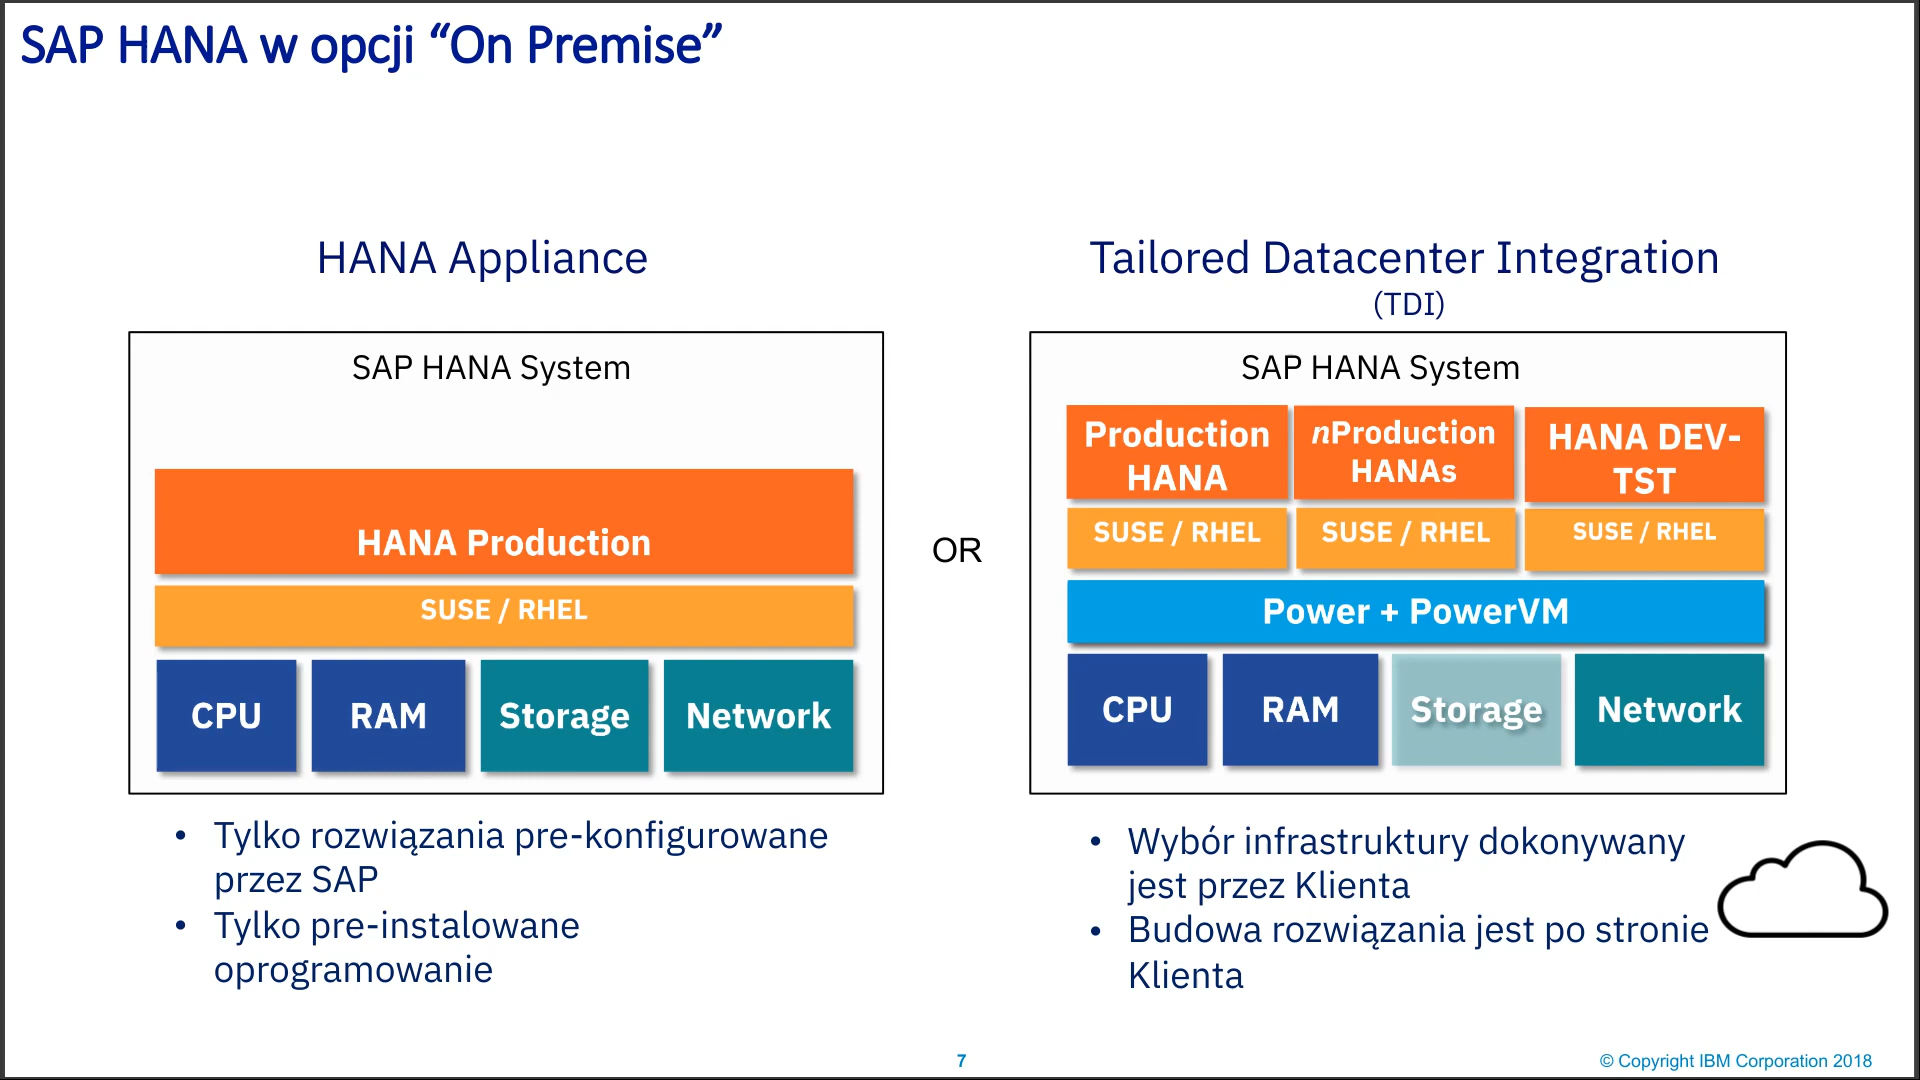 SAP HANA w opcji “On Premise”
HANA Appliance
SAP HANA System
HANA Production
SUSE / RHEL
CPU
RAM
Storage
Network
• Tylko rozwiązania pre-konfigurowane
przez SAP
• Tylko pre-instalowane
oprogramowanie
OR
Tailored Datacenter Integration
(TDI)
SAP HANA System
Production
HANA
nProduction
HANAs
HANA DEV-
TST
SUSE / RHEL
SUSE / RHEL
SUSE / RHEL
Power + PowerVM
CPU
RAM
Storage
Network
• Wybór infrastruktury dokonywany
jest przez Klienta
• Budowa rozwiązania jest po stronie
Klienta
7
© Copyright IBM Corporation 2018